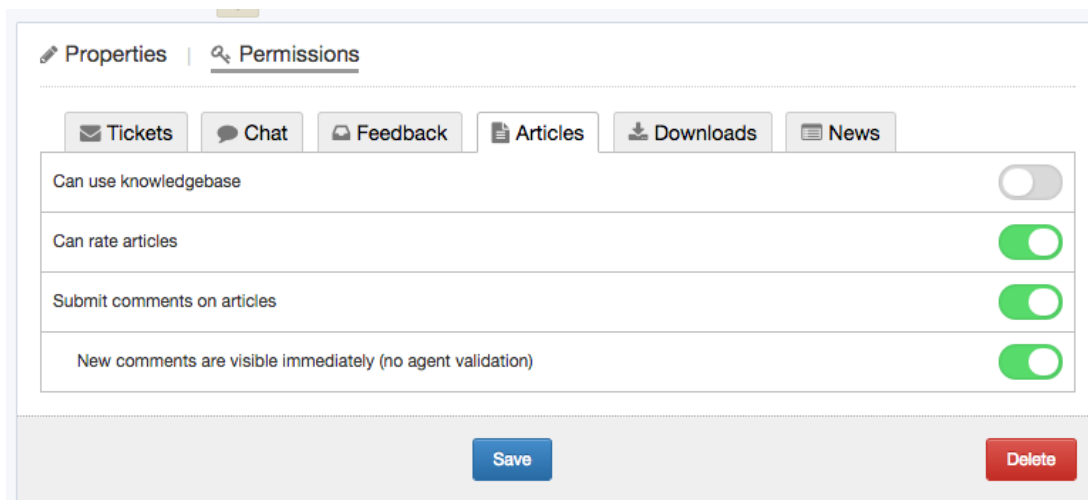 Properties | Permissions
Tickets Chat Feedback Articles Downloads News
Can use knowledgebase
Can rate articles
Submit comments on articles
New comments are visible immediately (no agent validation)
Save Delete